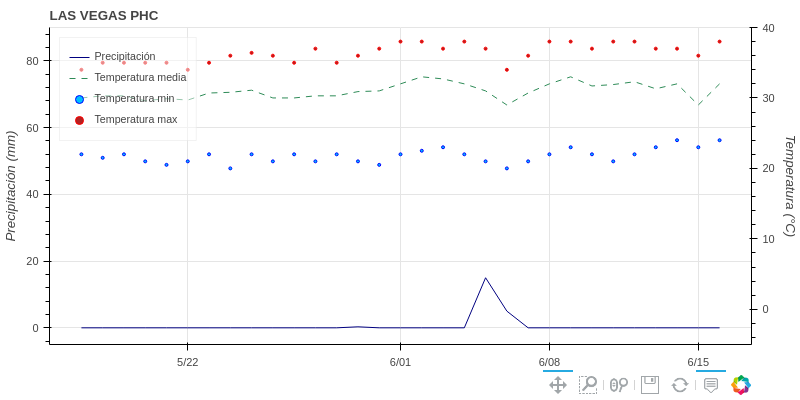 LAS VEGAS PHC
Precipitación
Temperatura media
Temperatura min
Temperatura max
Precipitación (mm)
80
60
40
20
0
40
30
20
10
0
Temperatura (°C)
5/22
6/01
6/08
6/15